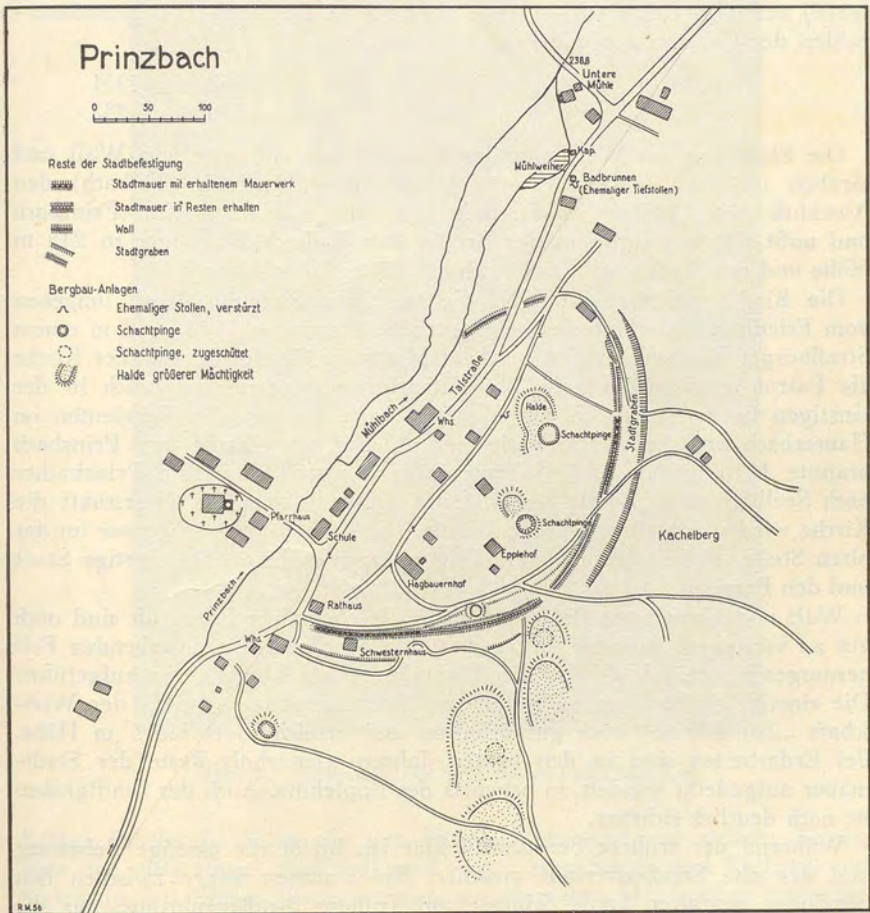 Prinzbach
0 50 100
Reste der Stadtbefestigung
Stadtmauer mit erhaltenem Mauerwerk
Stadtmauer in Resten erhalten
Wall
Stadtgraben
Bergbau-Anlagen
Ehemaliger Stollen, verstürzt
Schachtpinge
Schachtpinge, zugeschüttet
Halde größerer Mächtigkeit
238,8
Untere
Mühle
Kap.
Mühlweiher
Badbrunnen
(Ehemaliger Tiefstollen)
Talstraße
Mühlbach
Whs.
Halde
Schachtpinge
Stadtgraben
Schachtpinge
Kachelberg
Pfarrhaus
Schule
Epplehof
Hagbauernhof
Prinzbach
Rathaus
Whs.
Schwesternhaus
R.W.56